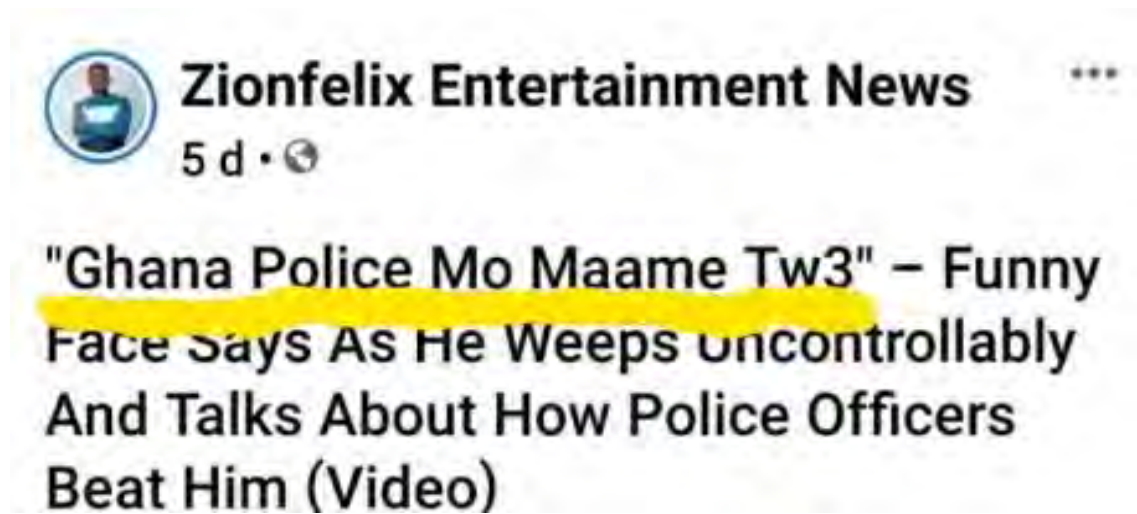 Zionfelix Entertainment News
5 d •
"Ghana Police Mo Maame Tw3" – Funny
Face Says As He Weeps Uncontrollably
And Talks About How Police Officers
Beat Him (Video)